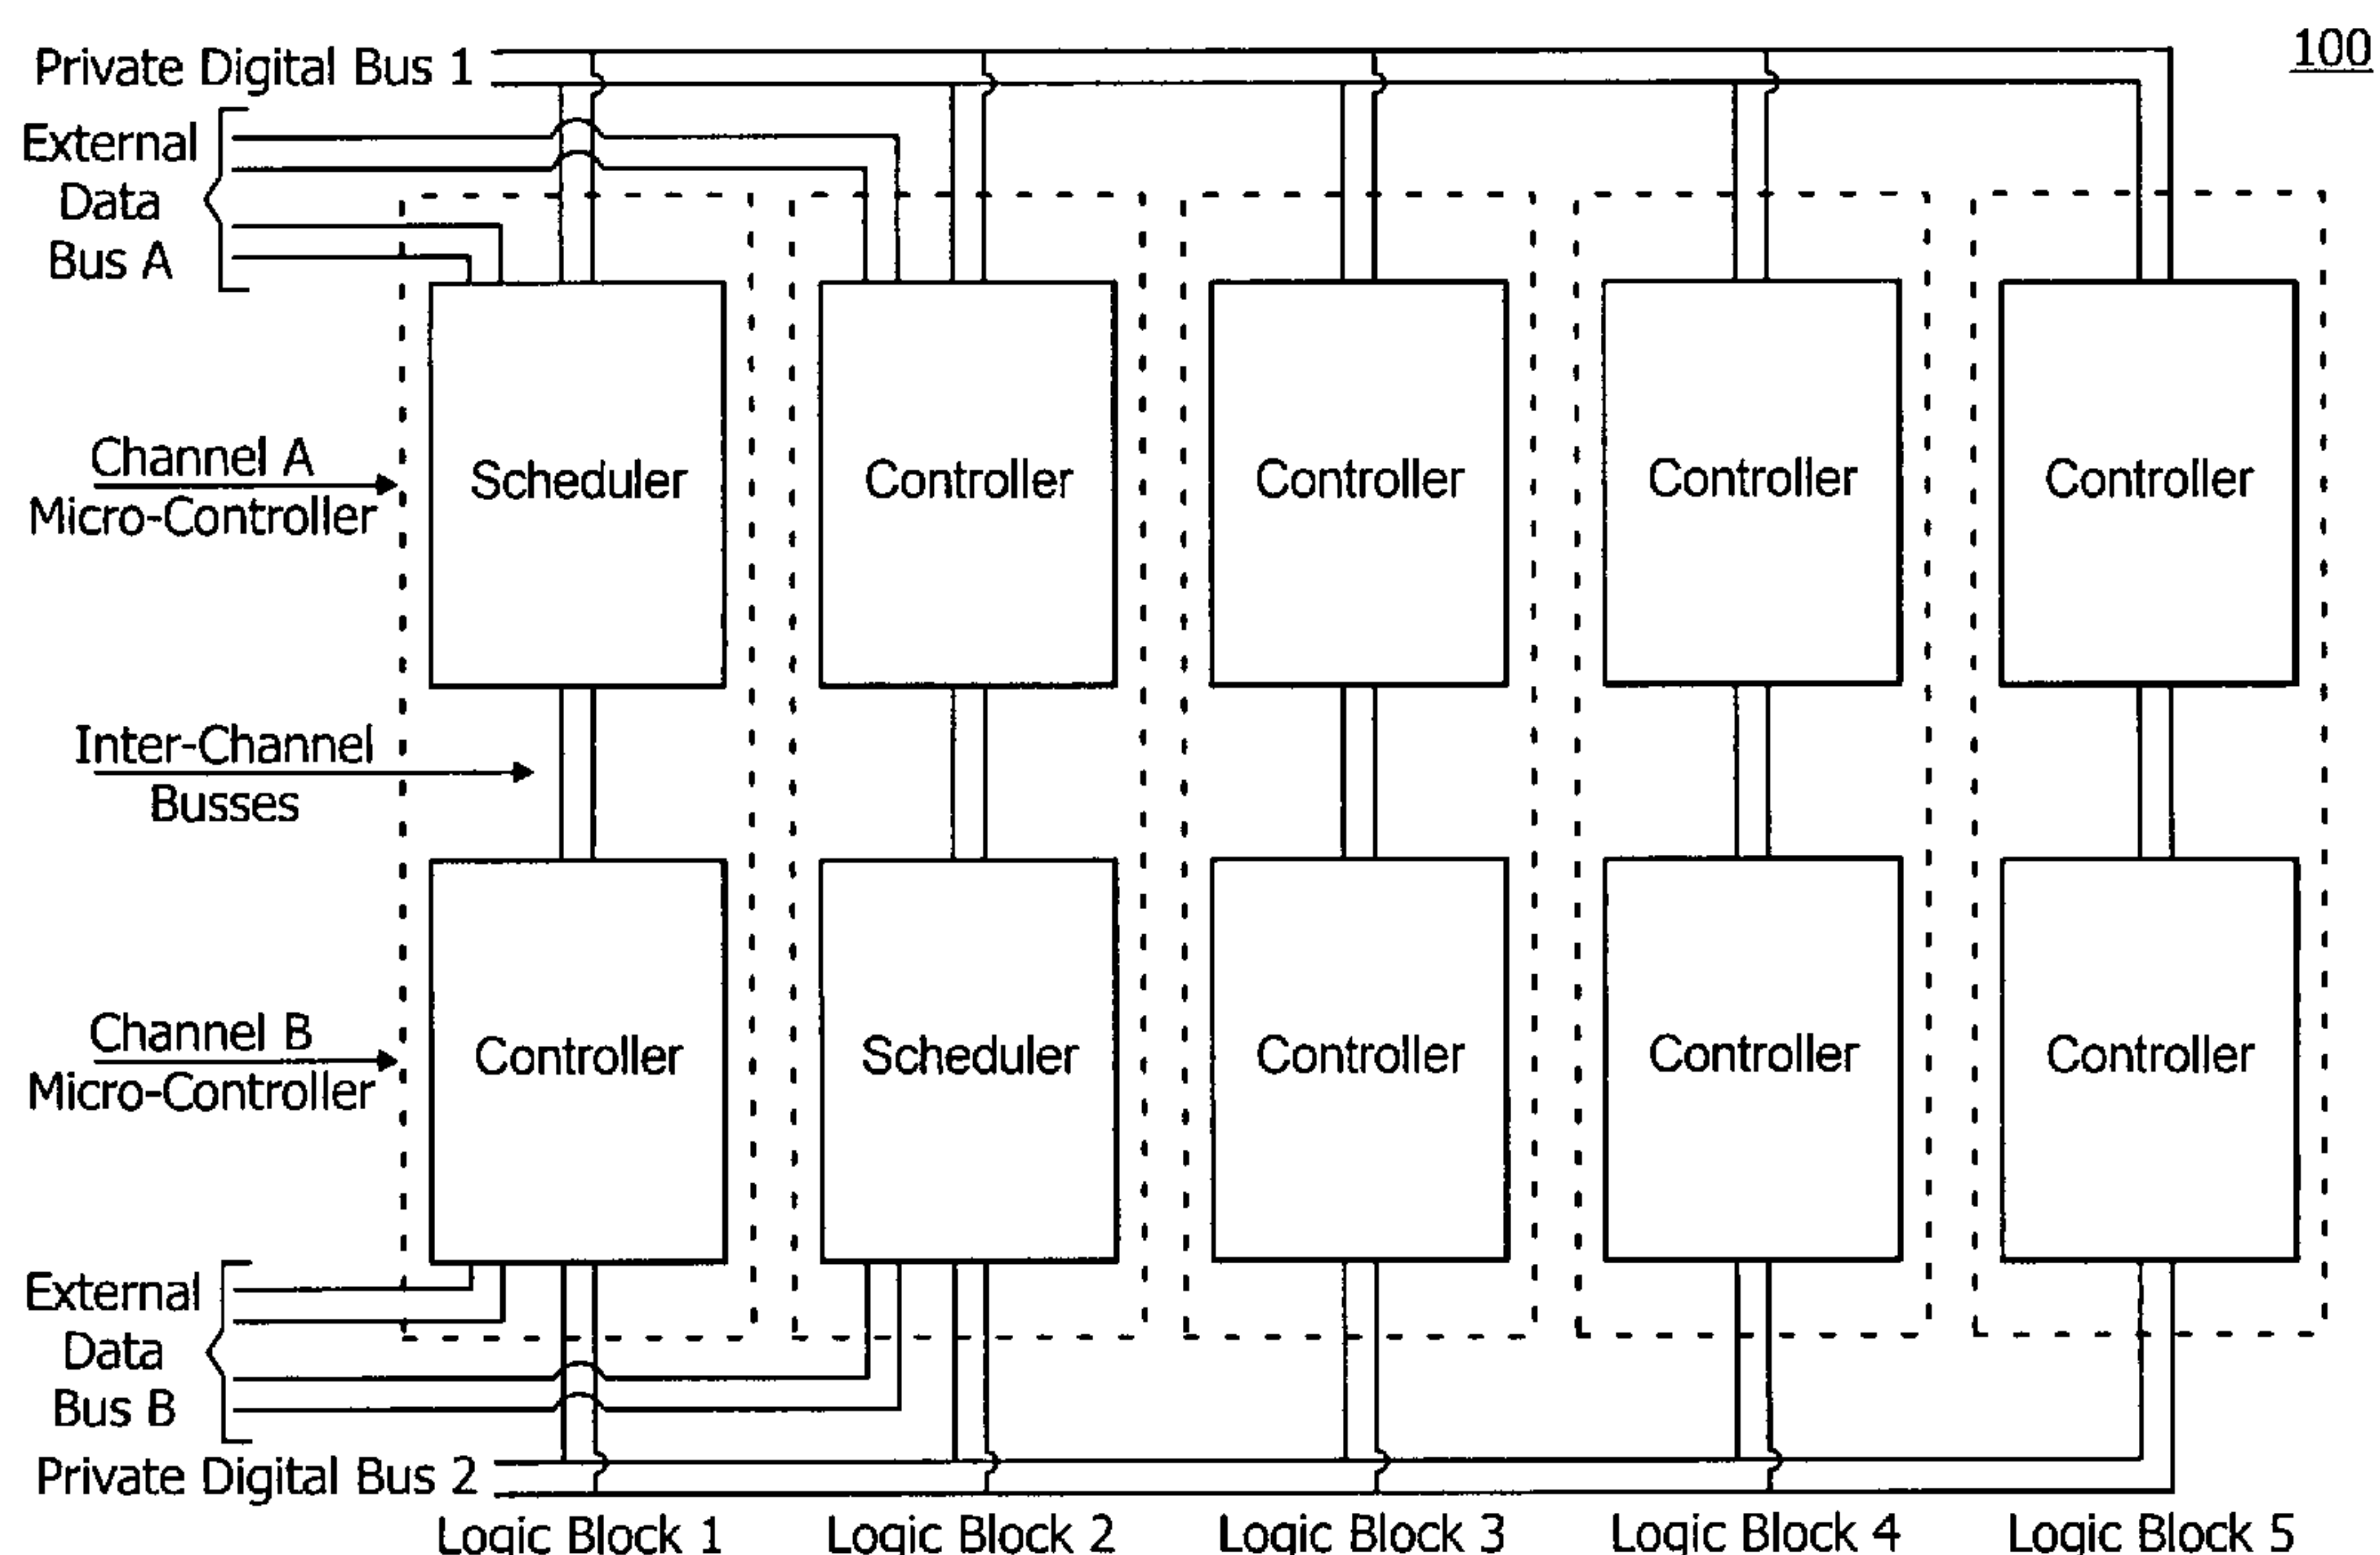 100
Private Digital Bus 1
External
Data
Bus A
Channel A
Micro-Controller
Scheduler
Controller
Controller
Controller
Controller
Inter-Channel
Busses
Channel B
Micro-Controller
Controller
Scheduler
Controller
Controller
Controller
External
Data
Bus B
Private Digital Bus 2
Logic Block 1
Logic Block 2
Logic Block 3
Logic Block 4
Logic Block 5